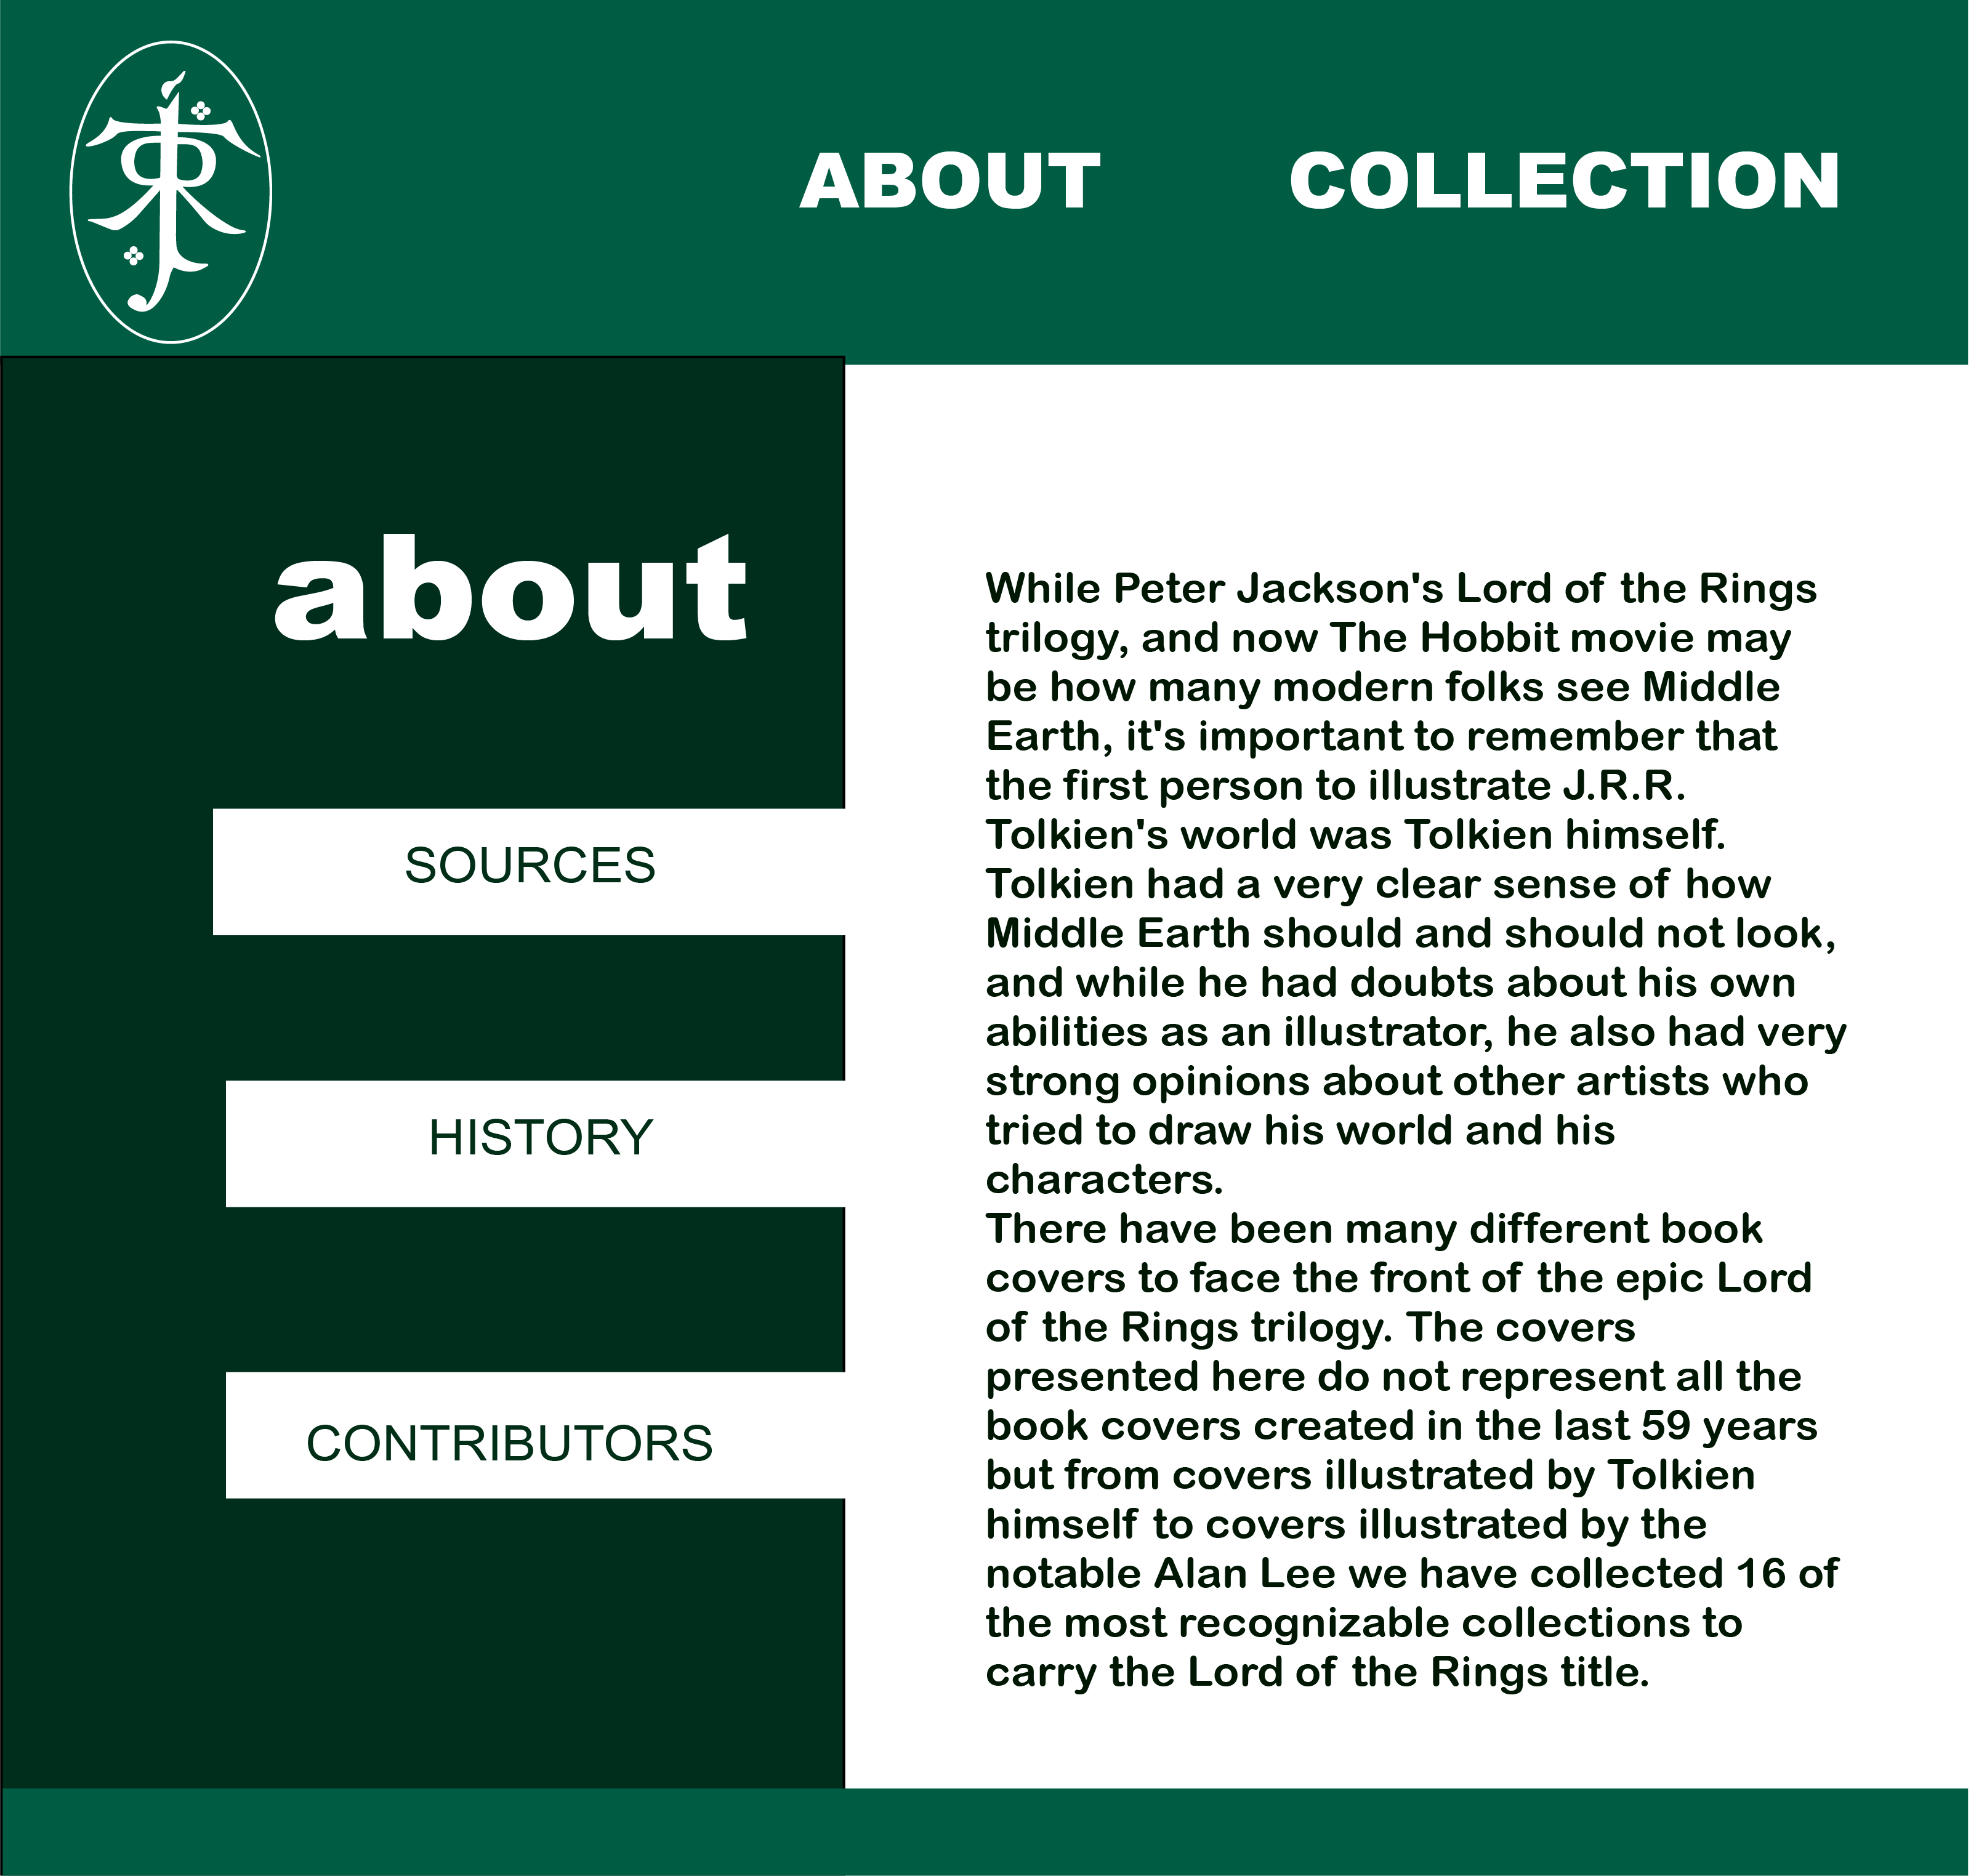 ABOUT COLLECTION
about
SOURCES
HISTORY
CONTRIBUTORS
While Peter Jackson's Lord of the Rings
trilogy, and now The Hobbit movie may
be how many modern folks see Middle
Earth, it's important to remember that
the first person to illustrate J.R.R.
Tolkien's world was Tolkien himself.
Tolkien had a very clear sense of how
Middle Earth should and should not look,
and while he had doubts about his own
abilities as an illustrator, he also had very
strong opinions about other artists who
tried to draw his world and his
characters.
There have been many different book
covers to face the front of the epic Lord
of the Rings trilogy. The covers
presented here do not represent all the
book covers created in the last 59 years
but from covers illustrated by Tolkien
himself to covers illustrated by the
notable Alan Lee we have collected 16 of
the most recognizable collections to
carry the Lord of the Rings title.